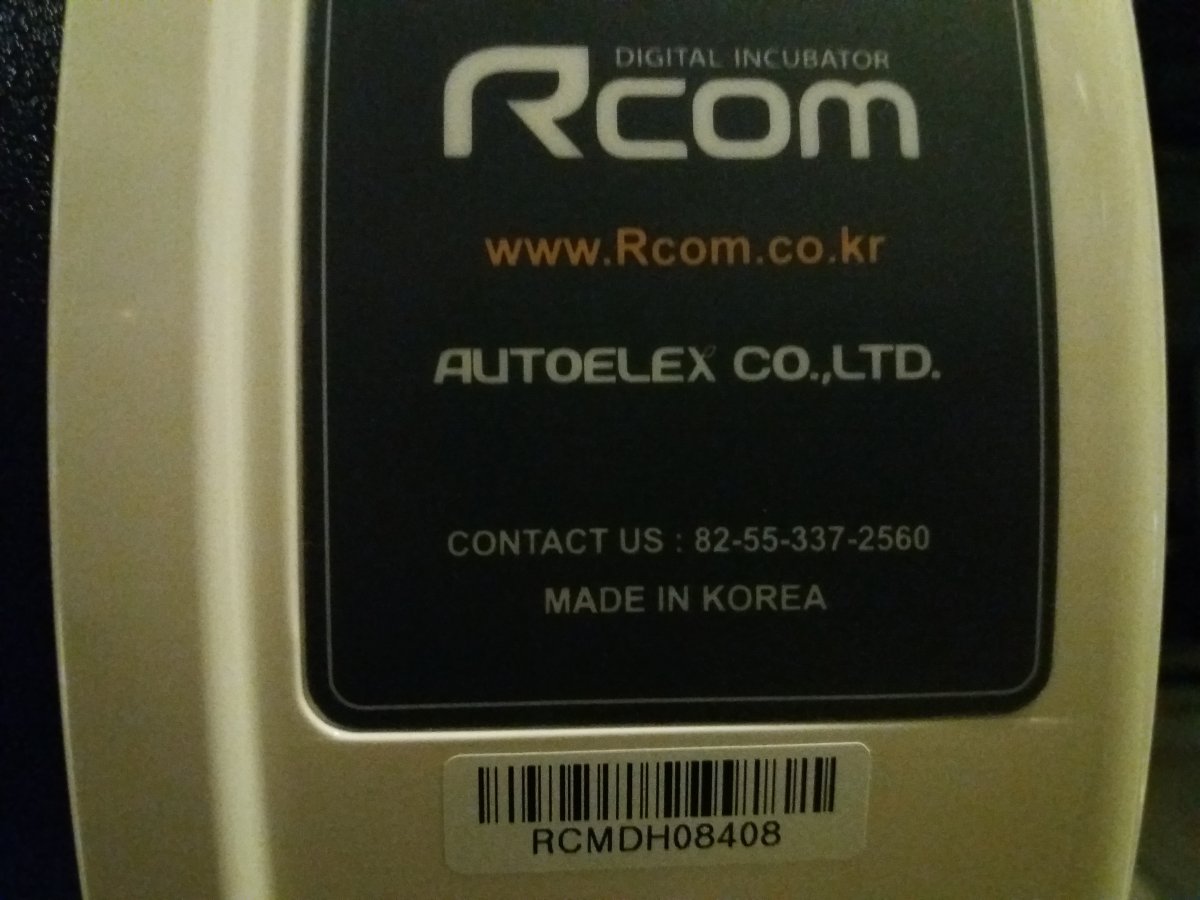 DIGITAL INCUBATOR
Rcom
www.Rcom.co.kr
AUTOELEX CO.,LTD.
CONTACT US : 82-55-337-2560
MADE IN KOREA
RCMDH08408